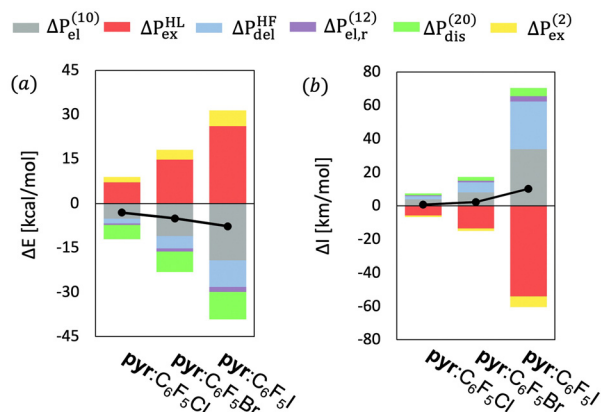 ΔP_el^(10) ΔP_ex^HL ΔP_del^HF ΔP_el,r^(12) ΔP_dis^(20) ΔP_ex^(2)
(a)
ΔE [kcal/mol]
45
30
15
0
-15
-30
-45
pyr:C₆F₅Cl
pyr:C₆F₅Br
pyr:C₆F₅I
(b)
ΔI [km/mol]
80
60
40
20
0
-20
-40
-60
-80
pyr:C₆F₅Cl
pyr:C₆F₅Br
pyr:C₆F₅I